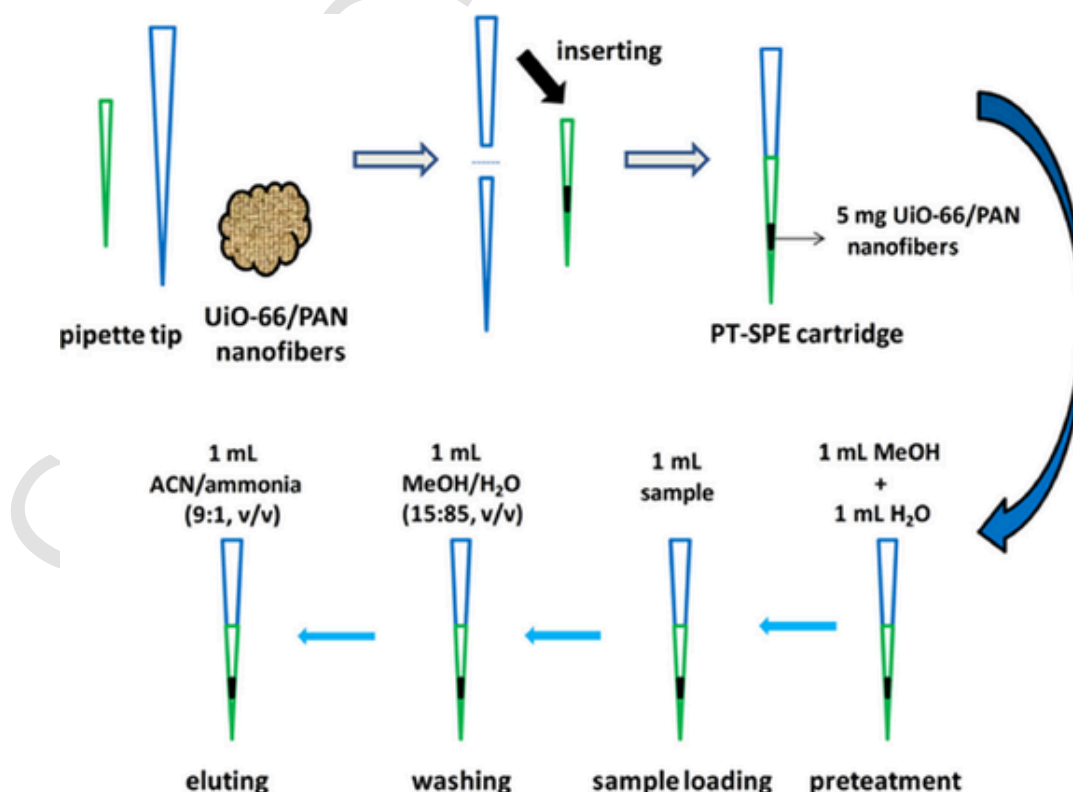 inserting
pipette tip
UiO-66/PAN
nanofibers
5 mg UiO-66/PAN
nanofibers
PT-SPE cartridge
1 mL
ACN/ammonia
(9:1, v/v)
1 mL
MeOH/H₂O
(15:85, v/v)
1 mL
sample
1 mL MeOH
+
1 mL H₂O
eluting
washing
sample loading
pretreatment